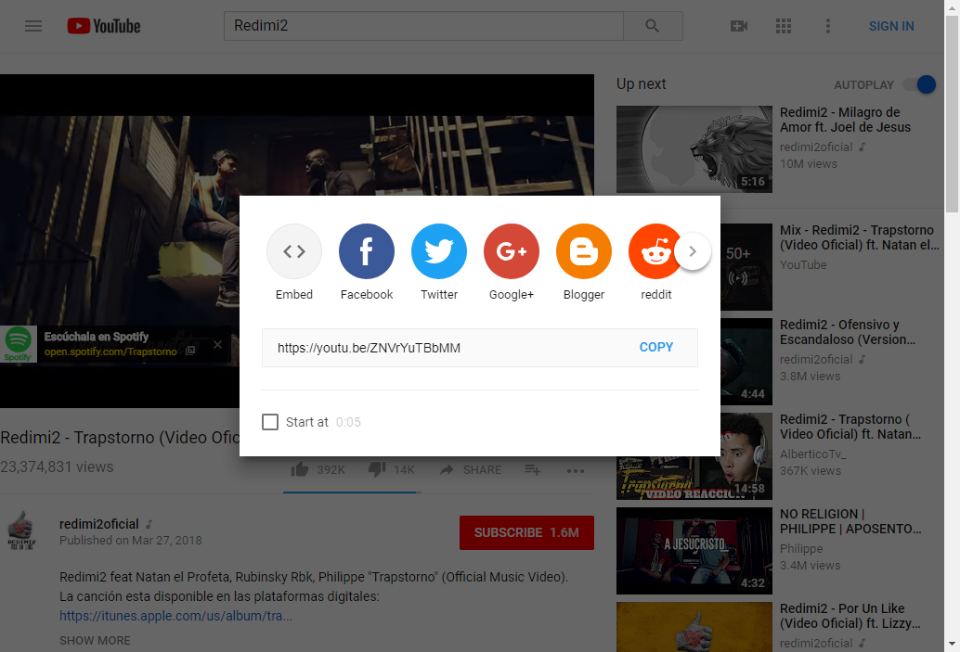 YouTube
Redimi2
SIGN IN
Up next
AUTOPLAY
Redimi2 - Milagro de
Amor ft. Joel de Jesus
redimi2oficial
10M views
5:16
Mix - Redimi2 - Trapstorno
(Video Oficial) ft. Natan el...
YouTube
50+
Redimi2 - Ofensivo y
Escandaloso (Version...
redimi2oficial
3.8M views
4:44
Redimi2 - Trapstorno (
Video Oficial) ft. Natan...
AlberticoTv_
367K views
14:58
Trapstorno
VIDEO REACCIÓ
NO RELIGION |
PHILIPPE | APOSENTO...
Philippe
3.4M views
A JESUCRISTO
4:32
Redimi2 - Por Un Like
(Video Oficial) ft. Lizzy...
redimi2oficial
Embed
Facebook
Twitter
Google+
Blogger
reddit
https://youtu.be/ZNVrYuTBbMM
COPY
Start at 0:05
Spotify
Escúchala en Spotify
open.spotify.com/Trapstorno
Redimi2 - Trapstorno (Video Ofic
23,374,831 views
392K
14K
SHARE
redimi2oficial
Published on Mar 27, 2018
SUBSCRIBE 1.6M
Redimi2 feat Natan el Profeta, Rubinsky Rbk, Philippe "Trapstorno" (Official Music Video).
La canción esta disponible en las plataformas digitales:
https://itunes.apple.com/us/album/tra...
SHOW MORE